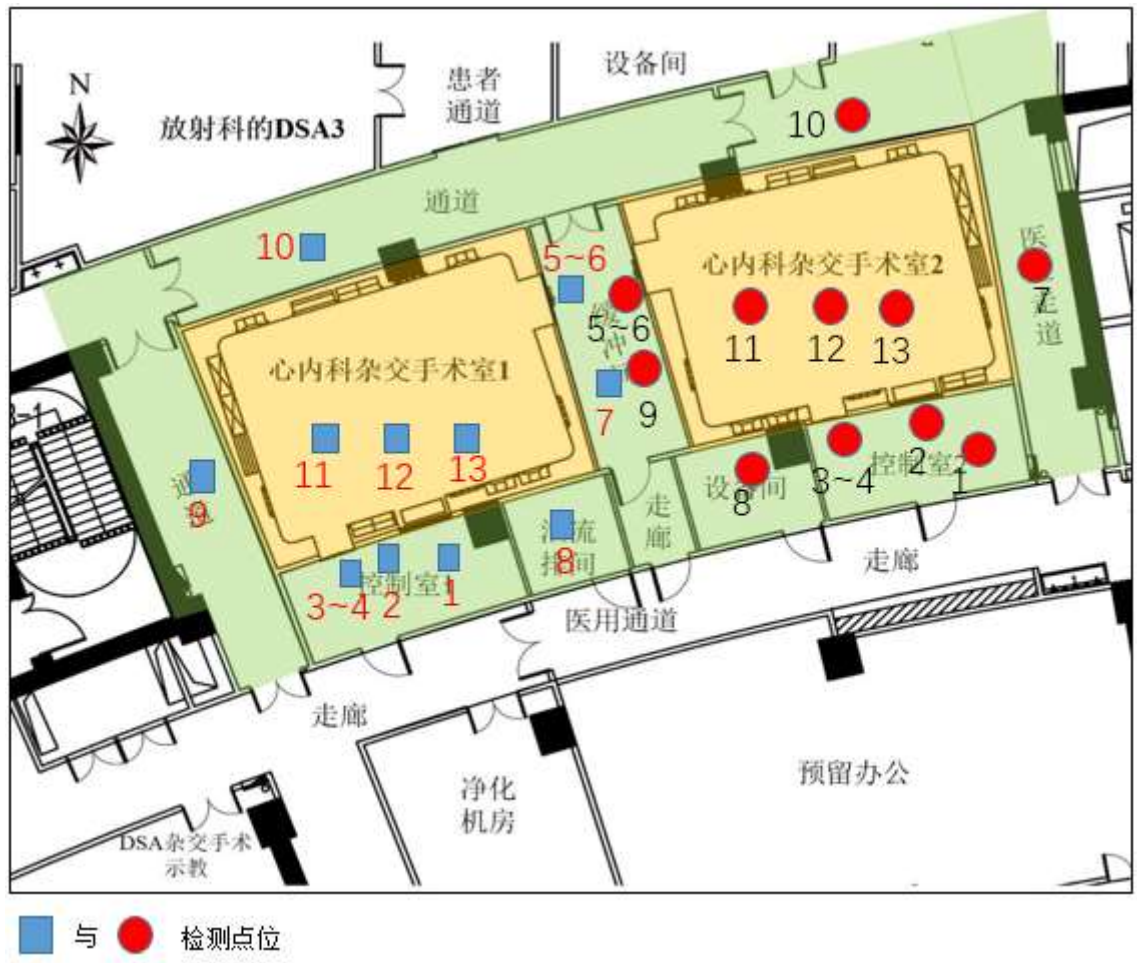 N
患者
通道
设备间
放射科的DSA3
10
通道
10
5~6
心内科杂交手术室2
医
走道
7
5~6
缓
冲
11
12
13
心内科杂交手术室1
7
9
11
12
13
通
道
9
3~4
2
控制室2
1
设备间
8
走
廊
8
控制室1
3~4
2
1
走廊
医用通道
走廊
预留办公
净化
机房
DSA杂交手术
示教
与
检测点位